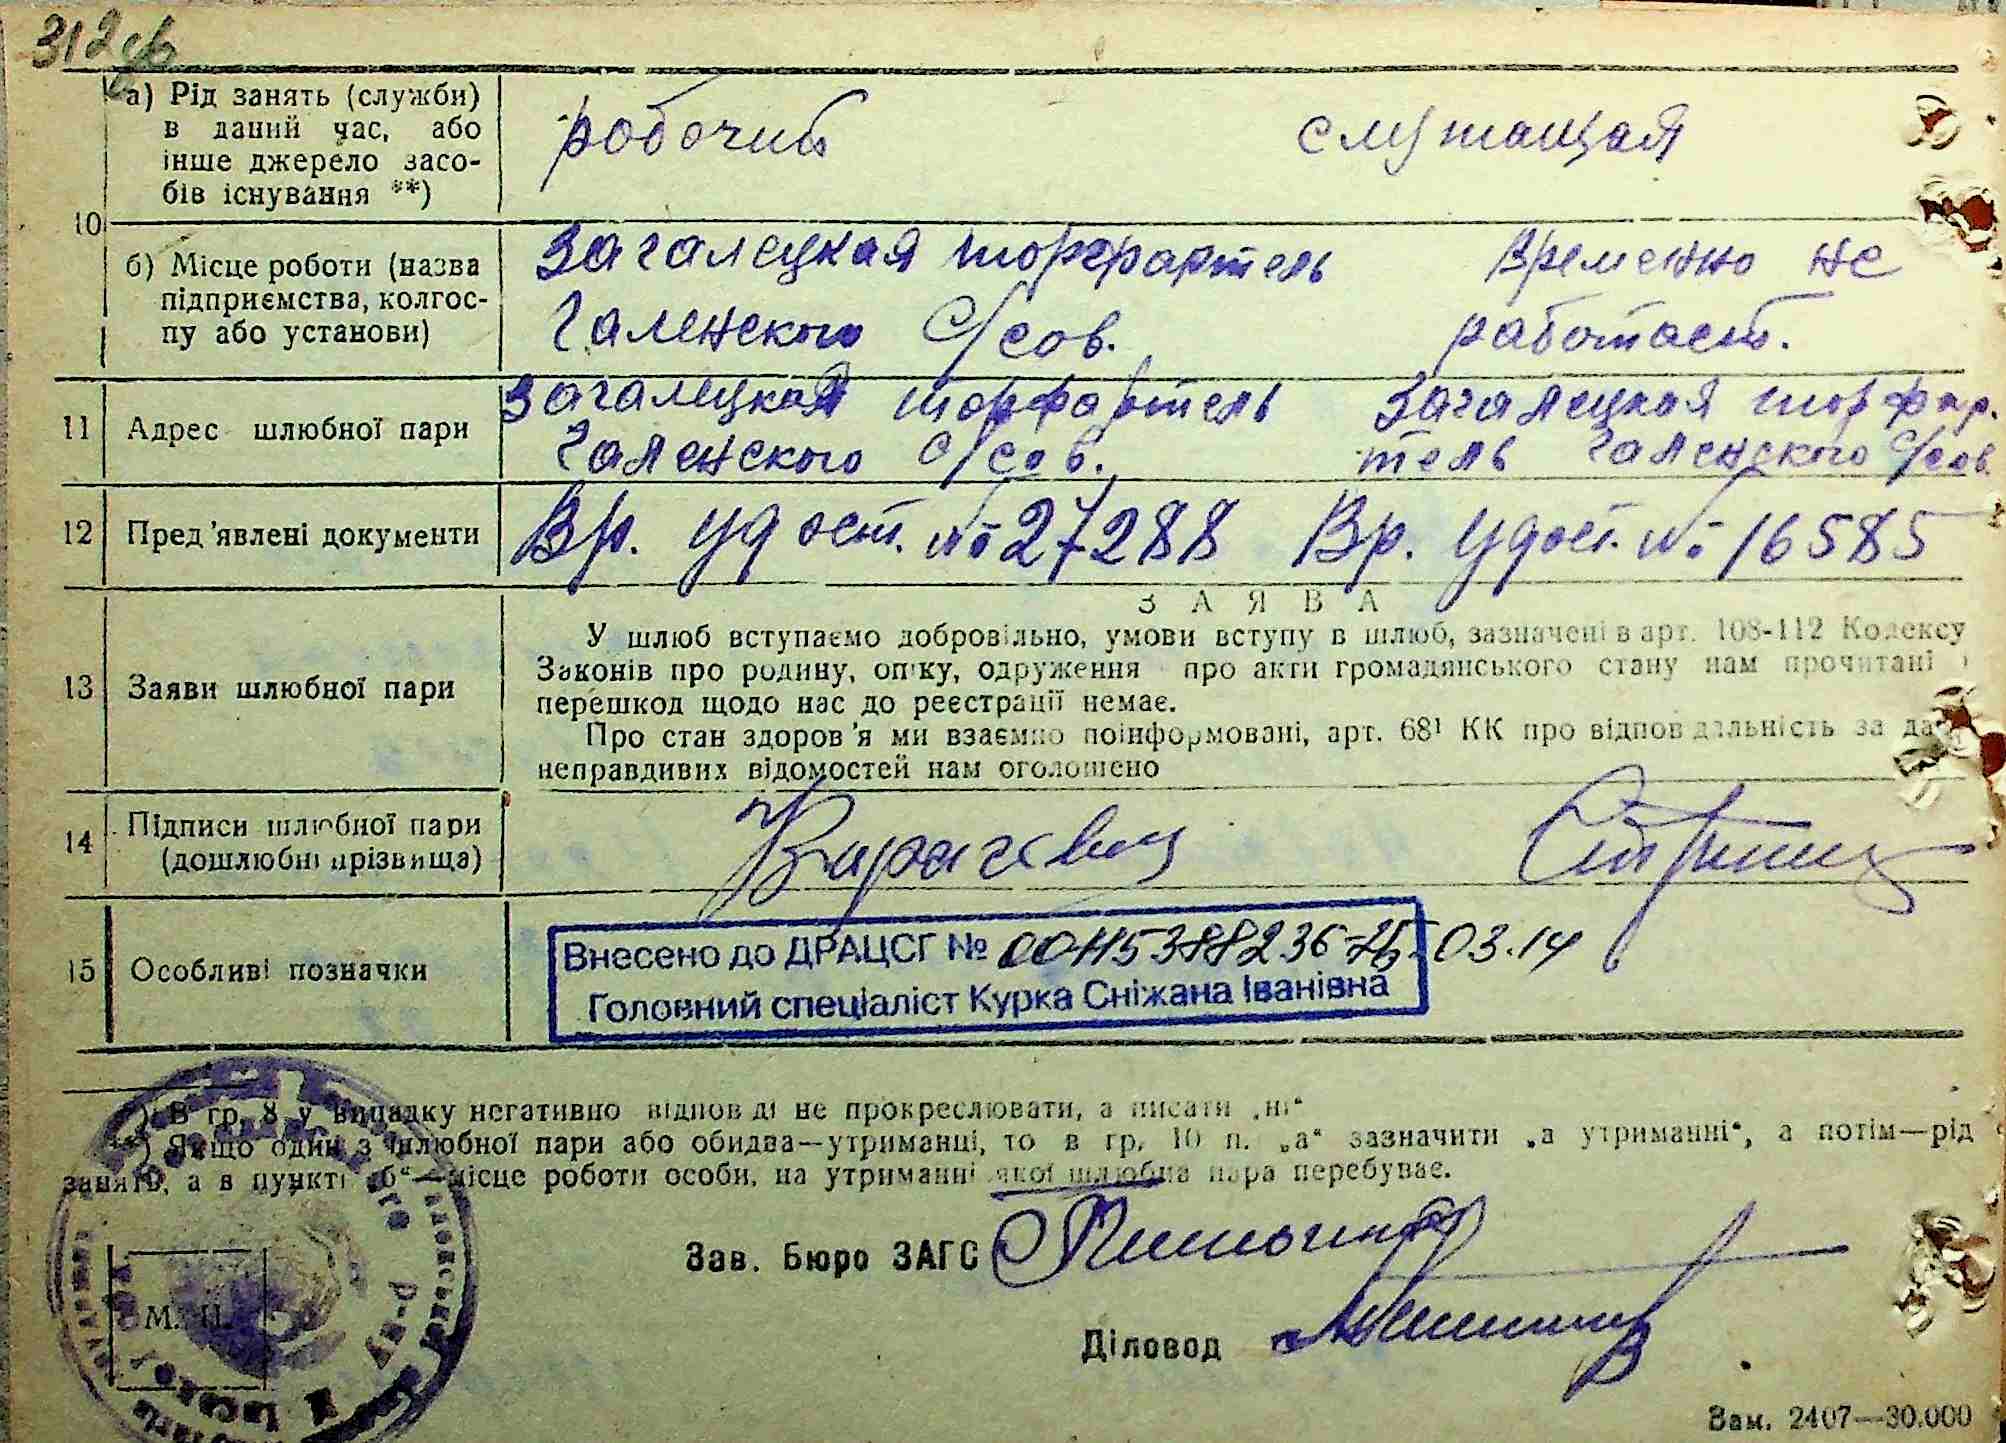 312
а) Рід занять (служби)
в даний час, або
інше джерело засо-
бів існування **)
робочий служащая
10
б) Місце роботи (назва
підприємства, колгос-
пу або установи)
Загалецкая торфартель
Галенского с/сов.
Временно не
работает.
11 Адрес шлюбної пари
Загалецкая торфартель
Галенского с/сов.
Загалецкая торфар.
тель Галенского с/сов.
12 Пред'явлені документи Вр. удост. № 27288 Вр. удост. № 16585
ЗАЯВА
13 Заяви шлюбної пари
У шлюб вступаємо добровільно, умови вступу в шлюб, зазначені в арт. 108-112 Кодексу
Законів про родину, опіку, одруження про акти громадянського стану нам прочитані
перешкод щодо нас до реєстрації немає.
Про стан здоров'я ми взаємно поінформовані, арт. 68¹ КК про відповідальність за да
неправдивих відомостей нам оголошено
14 Підписи шлюбної пари
(дошлюбні прізвища)
15 Особливі позначки
Внесено до ДРАЦСГ № 00115388236 25.03.14
Головний спеціаліст Курка Сніжана Іванівна
*) В гр. 8 у випадку негативно відповіді не прокреслювати, а писати „ні“
**) Якщо один з шлюбної пари або обидва—утриманці, то в гр. 10 п. „а“ зазначити „а утриманні“, а потім—рід
занять, а в пункті „б“—місце роботи особи, на утриманні якої шлюбна пара перебуває.
Зав. Бюро ЗАГС
М. П.
Діловод
Зам. 2407—30.000